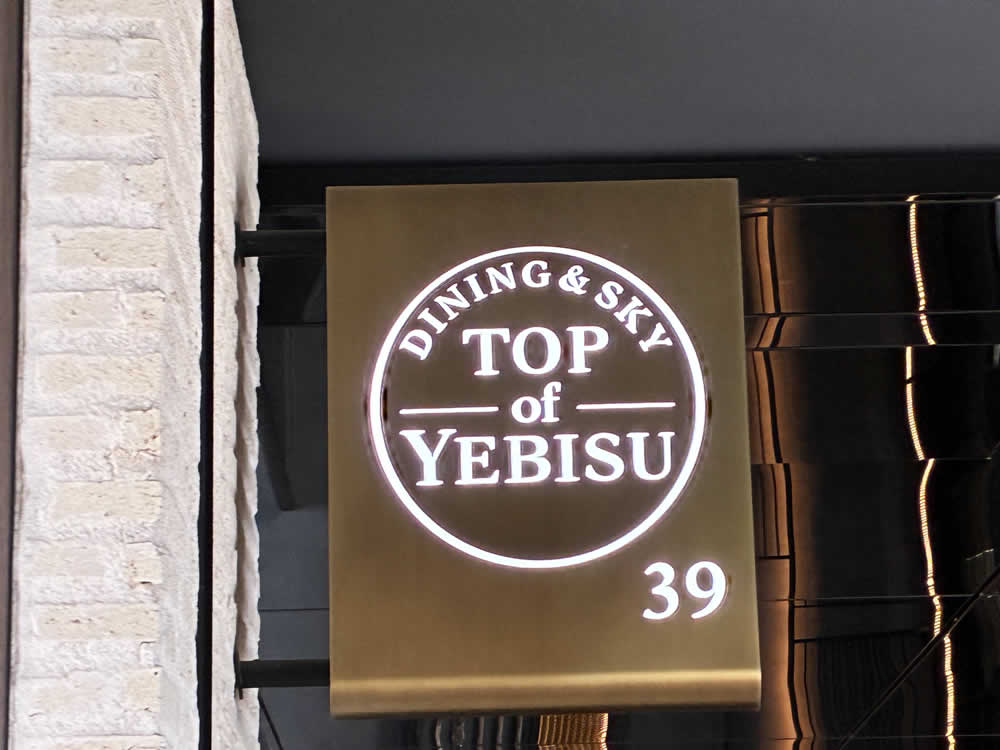 DINING & SKY
TOP
of
YEBISU
39